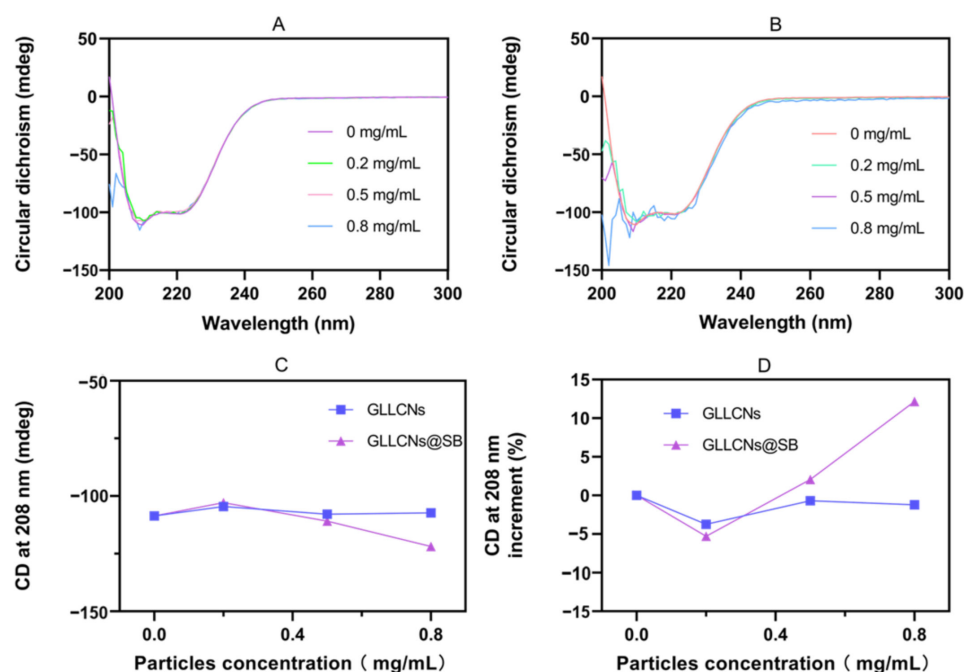 A
Circular dichroism (mdeg)
50
0
−50
−100
−150
0 mg/mL
0.2 mg/mL
0.5 mg/mL
0.8 mg/mL
200
220
240
260
280
300
Wavelength (nm)
B
Circular dichroism (mdeg)
50
0
−50
−100
−150
0 mg/mL
0.2 mg/mL
0.5 mg/mL
0.8 mg/mL
200
220
240
260
280
300
Wavelength (nm)
C
CD at 208 nm (mdeg)
−50
−100
−150
GLLCNs
GLLCNs@SB
0.0
0.4
0.8
Particles concentration（ mg/mL）
D
CD at 208 nm
increment (%)
15
10
5
0
−5
−10
−15
GLLCNs
GLLCNs@SB
0.0
0.4
0.8
Particles concentration（ mg/mL）